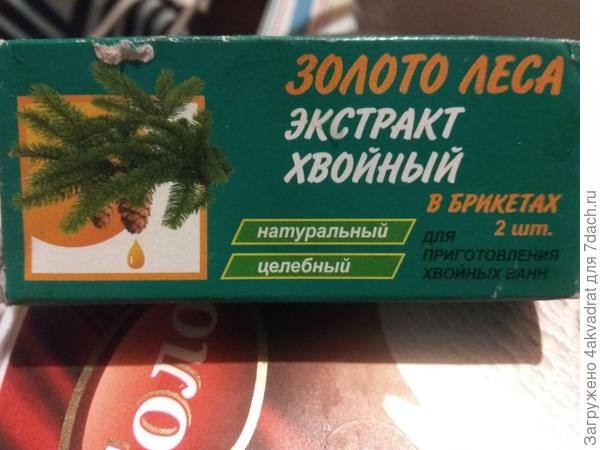 ЗОЛОТО ЛЕСА
ЭКСТРАКТ
ХВОЙНЫЙ
В БРИКЕТАХ
2 шт.
натуральный
целебный
ДЛЯ
ПРИГОТОВЛЕНИЯ
ХВОЙНЫХ ВАНН
Загружено 4akvadrat для 7dach.ru